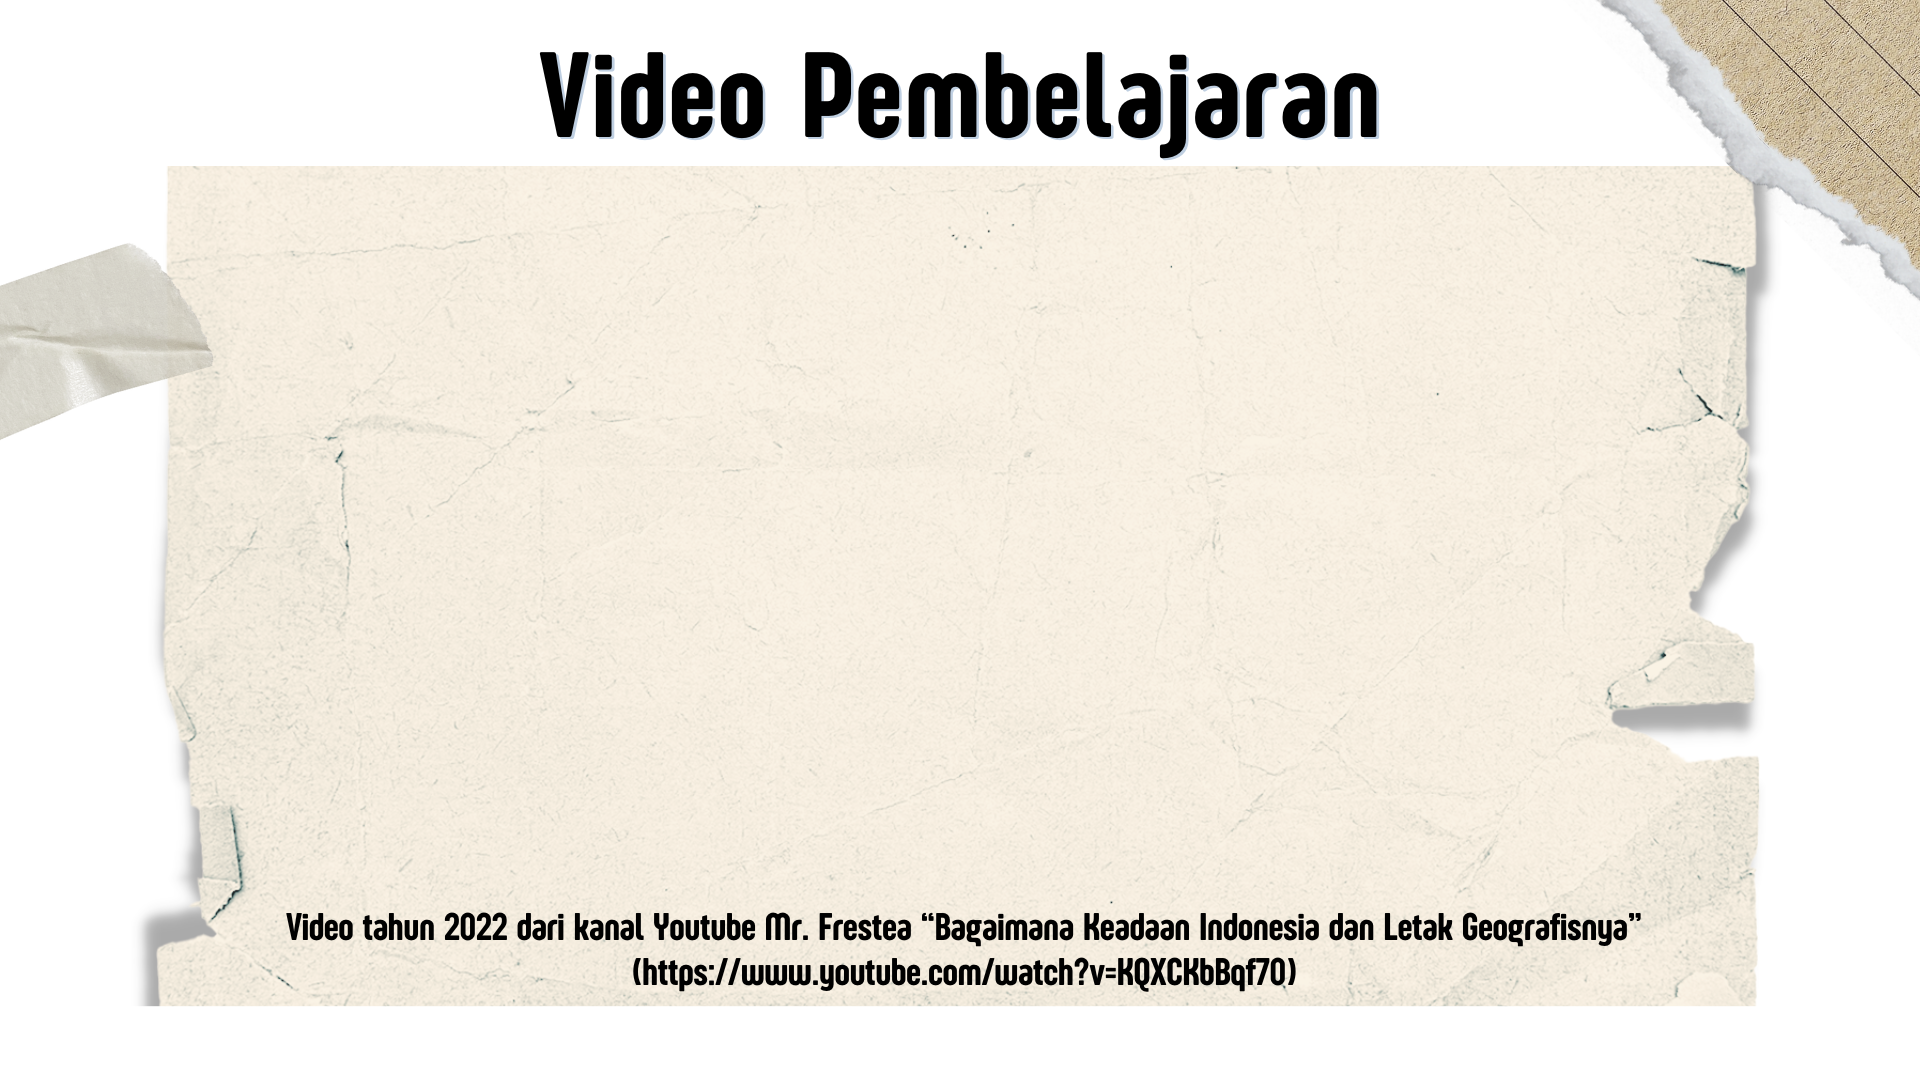 Video Pembelajaran
Video tahun 2022 dari kanal Youtube Mr. Frestea “Bagaimana Keadaan Indonesia dan Letak Geografisnya”
(https://www.youtube.com/watch?v=KQXCKbBqf70)